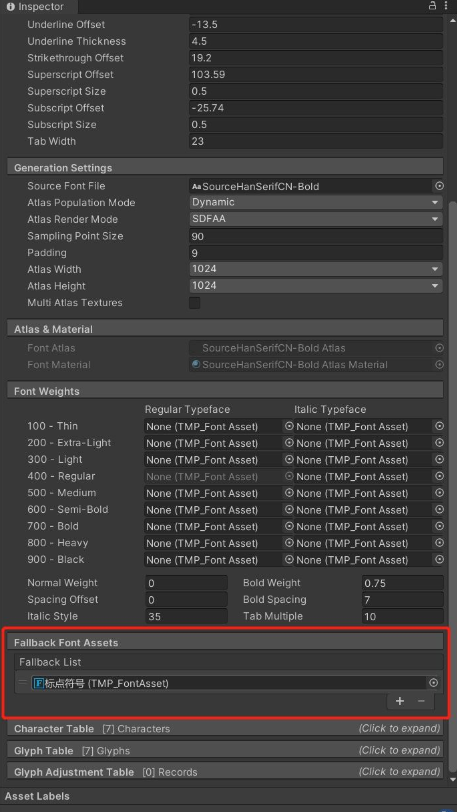 Inspector
Underline Offset -13.5
Underline Thickness 4.5
Strikethrough Offset 19.2
Superscript Offset 103.59
Superscript Size 0.5
Subscript Offset -25.74
Subscript Size 0.5
Tab Width 23
Generation Settings
Source Font File Aa SourceHanSerifCN-Bold
Atlas Population Mode Dynamic
Atlas Render Mode SDFAA
Sampling Point Size 90
Padding 9
Atlas Width 1024
Atlas Height 1024
Multi Atlas Textures
Atlas & Material
Font Atlas SourceHanSerifCN-Bold Atlas
Font Material SourceHanSerifCN-Bold Atlas Material
Font Weights
Regular Typeface Italic Typeface
100 - Thin None (TMP_Font Asset) None (TMP_Font Asset)
200 - Extra-Light None (TMP_Font Asset) None (TMP_Font Asset)
300 - Light None (TMP_Font Asset) None (TMP_Font Asset)
400 - Regular None (TMP_Font Asset) None (TMP_Font Asset)
500 - Medium None (TMP_Font Asset) None (TMP_Font Asset)
600 - Semi-Bold None (TMP_Font Asset) None (TMP_Font Asset)
700 - Bold None (TMP_Font Asset) None (TMP_Font Asset)
800 - Heavy None (TMP_Font Asset) None (TMP_Font Asset)
900 - Black None (TMP_Font Asset) None (TMP_Font Asset)
Normal Weight 0 Bold Weight 0.75
Spacing Offset 0 Bold Spacing 7
Italic Style 35 Tab Multiple 10
Fallback Font Assets
Fallback List
F 标点符号 (TMP_FontAsset)
+ −
Character Table [7] Characters (Click to expand)
Glyph Table [7] Glyphs (Click to expand)
Glyph Adjustment Table [0] Records (Click to expand)
Asset Labels